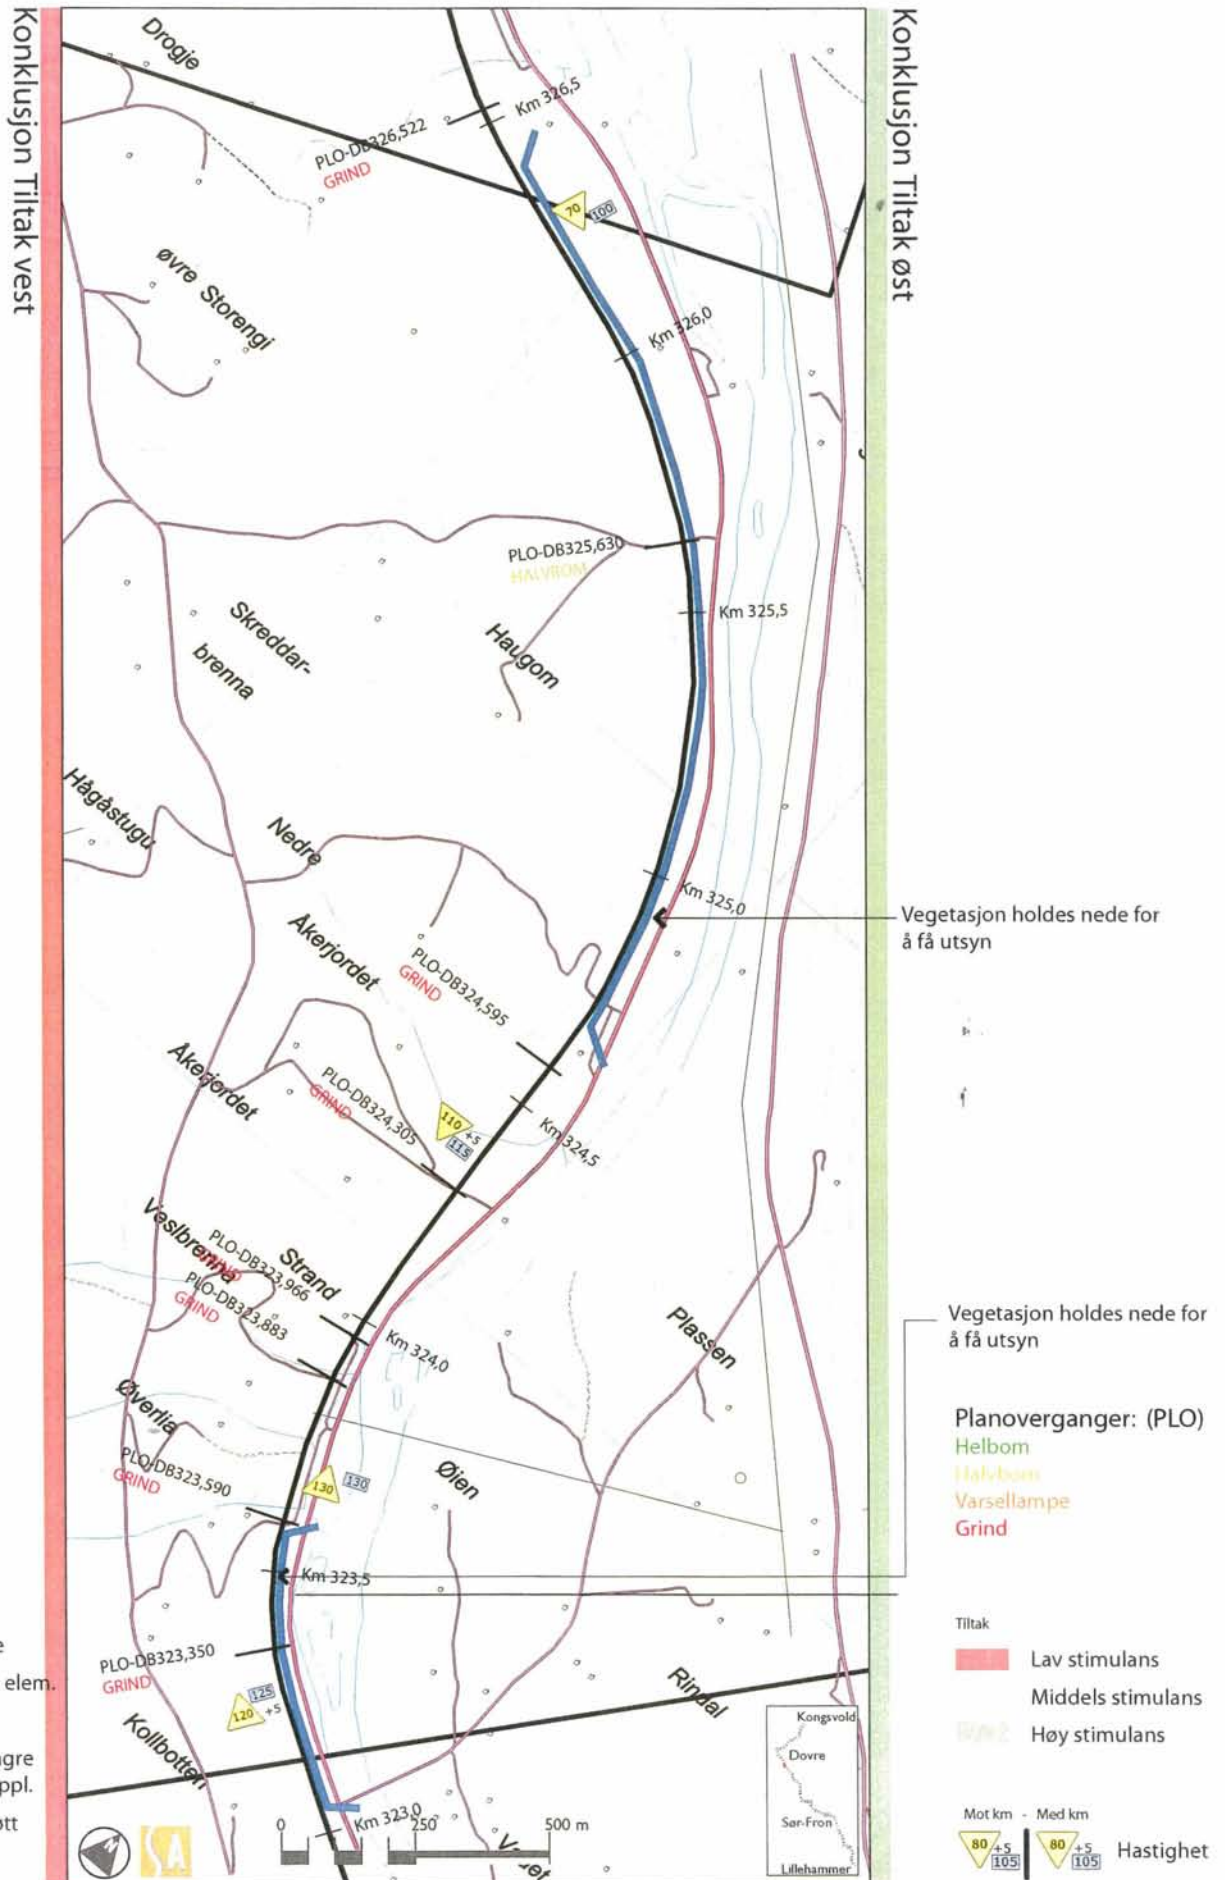 Konklusjon Tiltak vest
Konklusjon Tiltak øst
Drogje
Km 326,5
PLO-DB326,522
GRIND
70
100
øvre Storengi
Km 326,0
PLO-DB325,630
HALVBOM
Km 325,5
Skreddar-
brenna
Haugom
Hågåstugu
Nedre
Åkerjordet
Km 325,0
Vegetasjon holdes nede for
å få utsyn
PLO-DB324,595
GRIND
Åkerjordet
PLO-DB324,305
GRIND
110
+5
115
Km 324,5
Veslbrenna
Strand
PLO-DB323,966
GRIND
PLO-DB323,883
GRIND
Km 324,0
Plassen
Vegetasjon holdes nede for
å få utsyn
Øverlia
PLO-DB323,590
GRIND
130
130
Øien
Km 323,5
PLO-DB323,350
GRIND
125
120
+5
Kollbotten
Rindal
Km 323,0
0
250
500 m
elem.
ppl.
Kongsvold
Dovre
Sør-Fron
Lillehammer
Planoverganger: (PLO)
Helbom
Halvbom
Varsellampe
Grind
Tiltak
Lav stimulans
Middels stimulans
Høy stimulans
Mot km - Med km
80
+5
105
80
+5
105
Hastighet